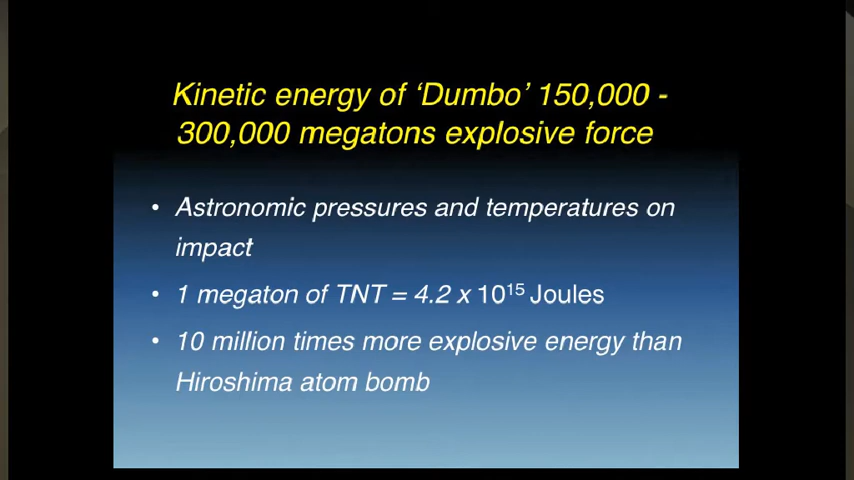 Kinetic energy of ‘Dumbo’ 150,000 -
300,000 megatons explosive force
• Astronomic pressures and temperatures on
impact
• 1 megaton of TNT = 4.2 x 10¹⁵ Joules
• 10 million times more explosive energy than
Hiroshima atom bomb